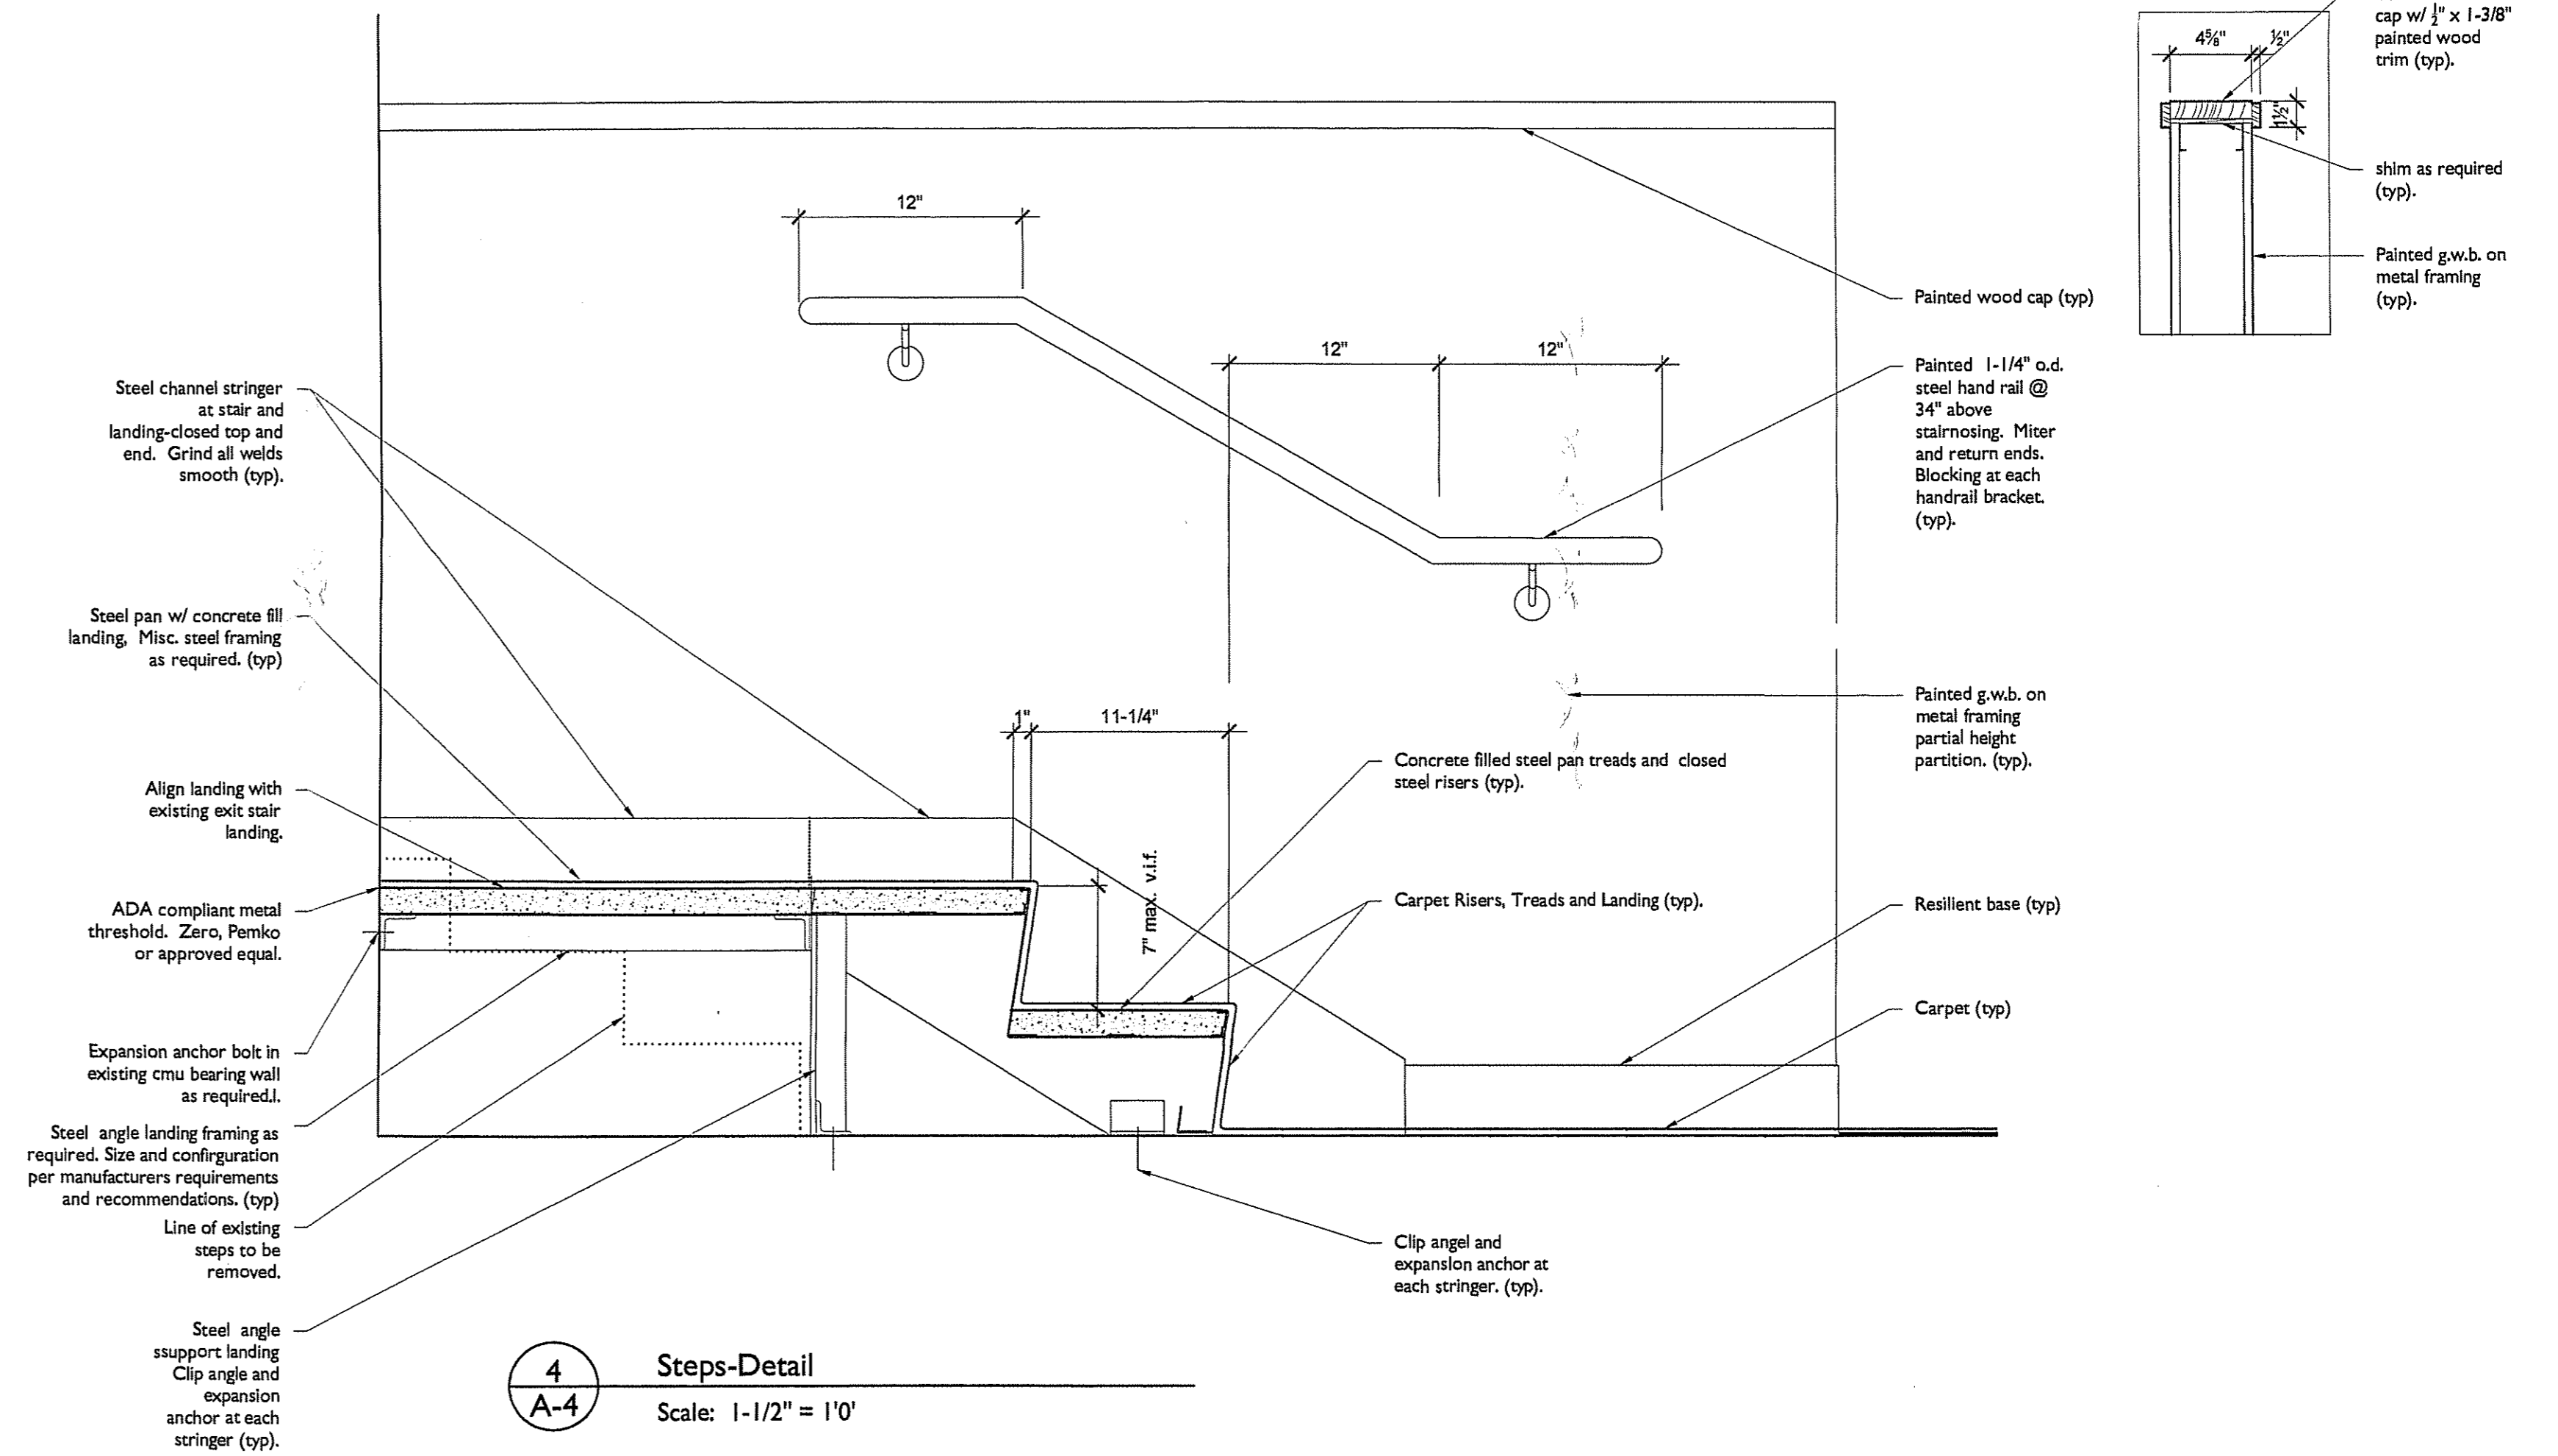 cap w/ ½" x 1-3/8"
painted wood
trim (typ).
4⅝"
½"
1½"
shim as required
(typ).
Painted g.w.b. on
metal framing
(typ).
12"
Painted wood cap (typ)
12"
12"
Painted 1-1/4" o.d.
steel hand rail @
34" above
stairnosing. Miter
and return ends.
Blocking at each
handrail bracket.
(typ).
Steel channel stringer
at stair and
landing-closed top and
end. Grind all welds
smooth (typ).
Steel pan w/ concrete fill
landing, Misc. steel framing
as required. (typ)
Painted g.w.b. on
metal framing
partial height
partition. (typ).
1"
11-1/4"
Concrete filled steel pan treads and closed
steel risers (typ).
Align landing with
existing exit stair
landing.
7" max. v.i.f.
Carpet Risers, Treads and Landing (typ).
Resilient base (typ)
ADA compliant metal
threshold. Zero, Pemko
or approved equal.
Carpet (typ)
Expansion anchor bolt in
existing cmu bearing wall
as required.l.
Steel angle landing framing as
required. Size and confirguration
per manufacturers requirements
and recommendations. (typ)
Line of existing
steps to be
removed.
Clip angel and
expansion anchor at
each stringer. (typ).
Steel angle
ssupport landing
Clip angle and
expansion
anchor at each
stringer (typ).
4
A-4
Steps-Detail
Scale: 1-1/2" = 1'0'